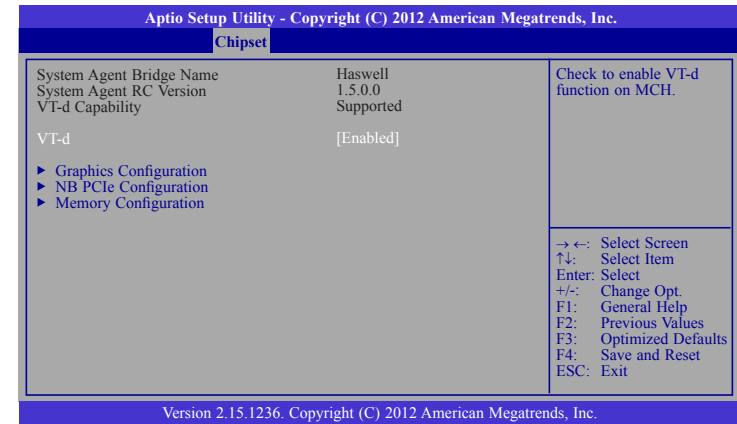 Aptio Setup Utility - Copyright (C) 2012 American Megatrends, Inc.
Chipset
System Agent Bridge Name Haswell
System Agent RC Version 1.5.0.0
VT-d Capability Supported
VT-d [Enabled]
▶ Graphics Configuration
▶ NB PCIe Configuration
▶ Memory Configuration
Check to enable VT-d
function on MCH.
→←: Select Screen
↑↓: Select Item
Enter: Select
+/-: Change Opt.
F1: General Help
F2: Previous Values
F3: Optimized Defaults
F4: Save and Reset
ESC: Exit
Version 2.15.1236. Copyright (C) 2012 American Megatrends, Inc.